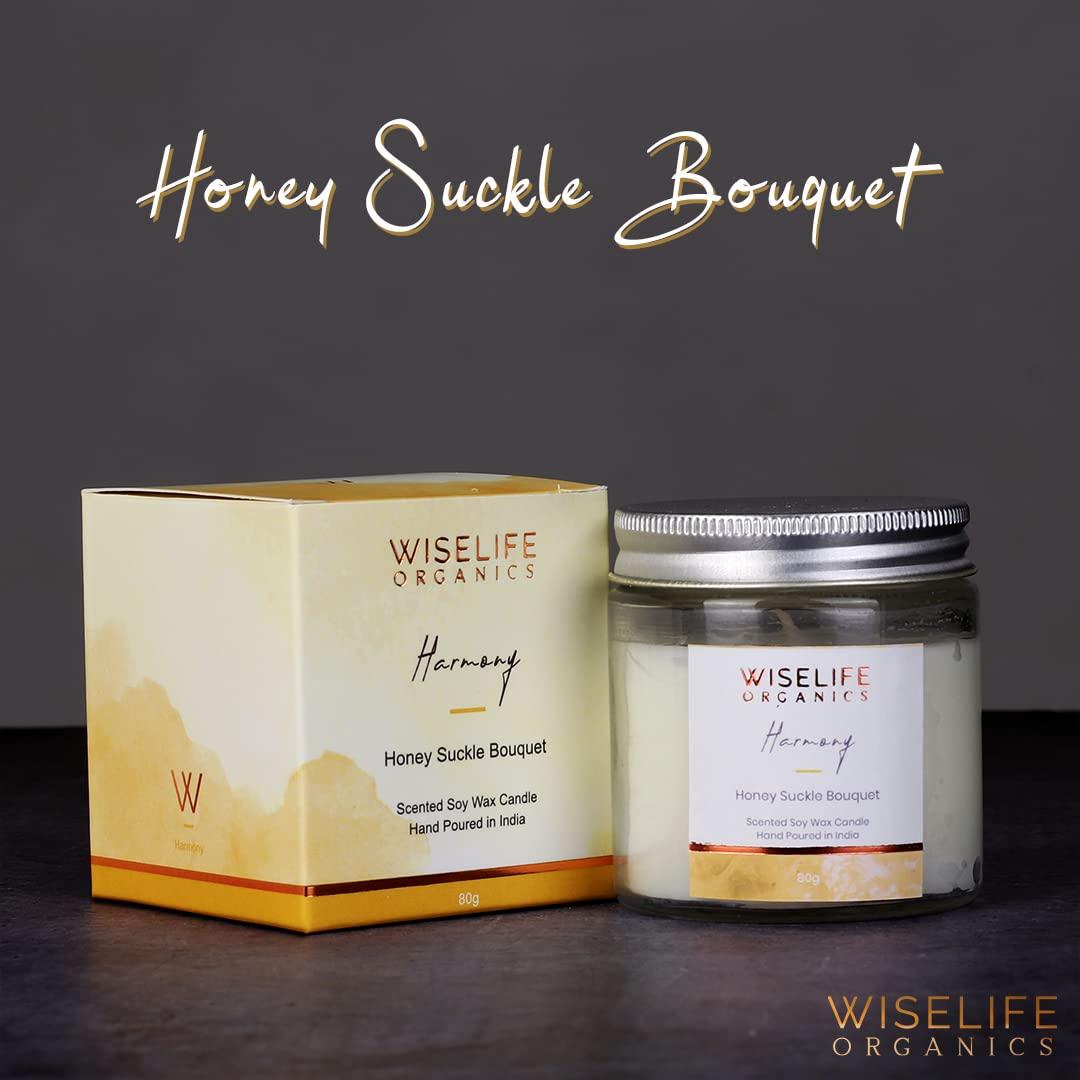 Honey Suckle Bouquet
WISELIFE
ORGANICS
Harmony
Honey Suckle Bouquet
Scented Soy Wax Candle
Hand Poured in India
80g
W
Harmony
WISELIFE
ORGANICS
Harmony
Honey Suckle Bouquet
Scented Soy Wax Candle
Hand Poured in India
80g
WISELIFE
ORGANICS